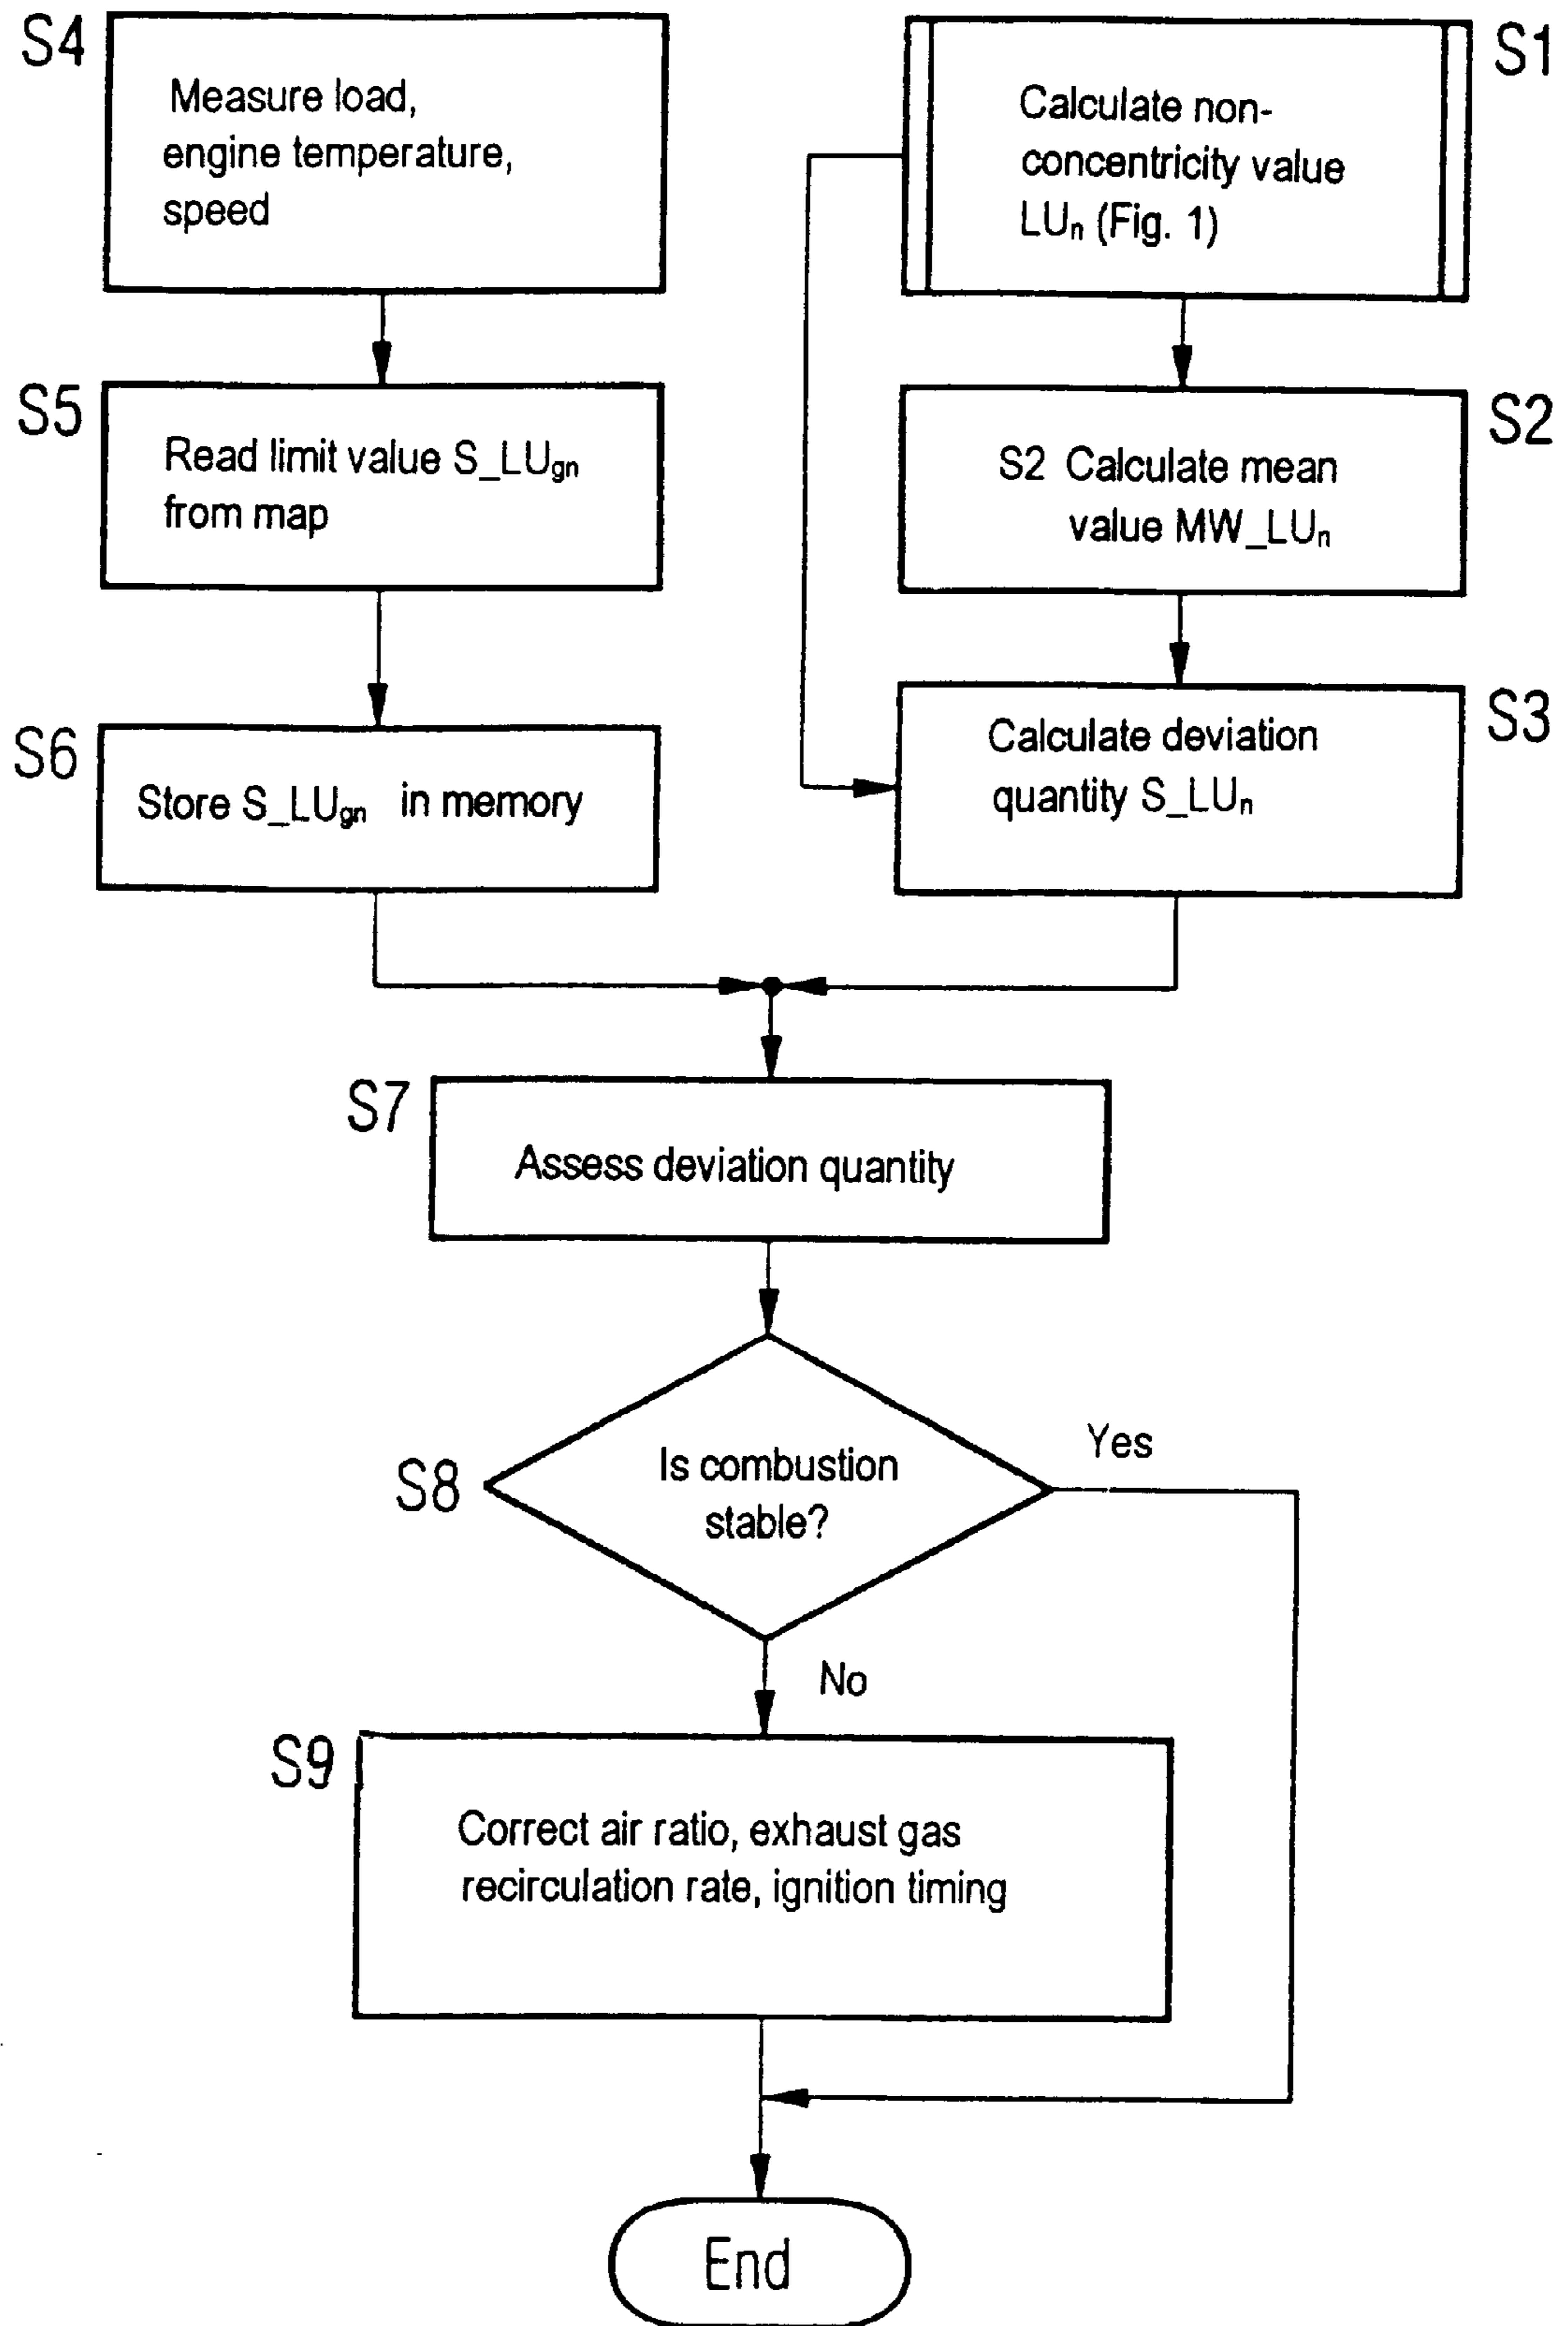 S4
Measure load,
engine temperature,
speed
S1
Calculate non-
concentricity value
LUₙ (Fig. 1)
S5
Read limit value S_LU_gn
from map
S2
S2 Calculate mean
value MW_LUₙ
S6
Store S_LU_gn in memory
S3
Calculate deviation
quantity S_LUₙ
S7
Assess deviation quantity
S8
Is combustion
stable?
Yes
No
S9
Correct air ratio, exhaust gas
recirculation rate, ignition timing
End